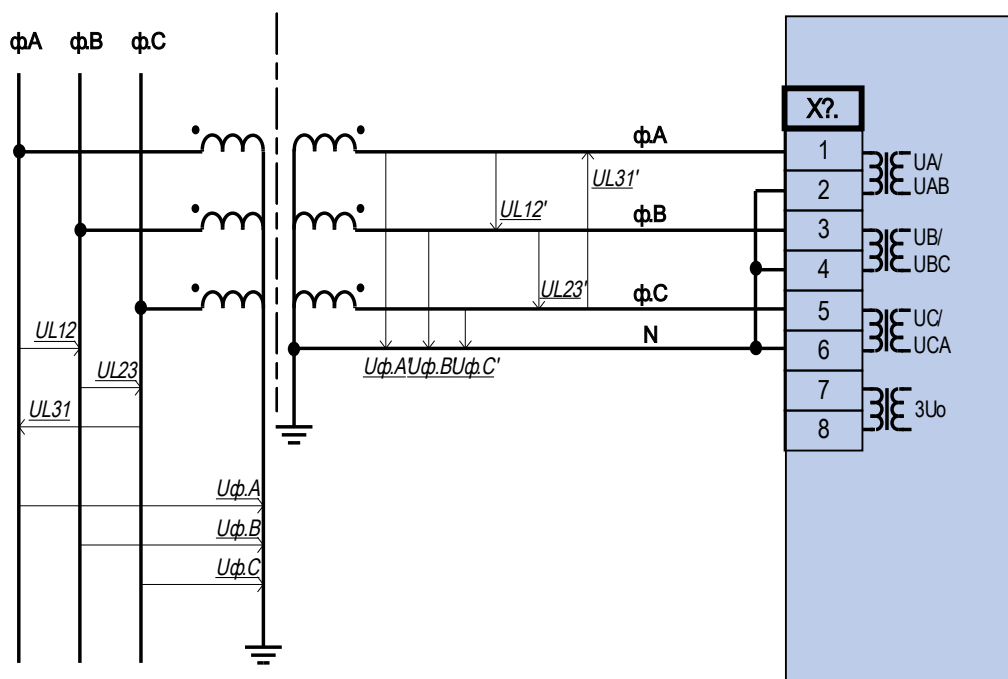 ф.А ф.В ф.С
Х?.
ф.А
1
UA/
UAB
UL31'
2
UL12'
ф.В
3
UB/
UBC
4
UL23'
ф.С
5
UC/
UCA
UL12
N
6
UL23
Uф.А' Uф.В' Uф.С'
7
3Uo
UL31
8
Uф.А
Uф.В
Uф.С